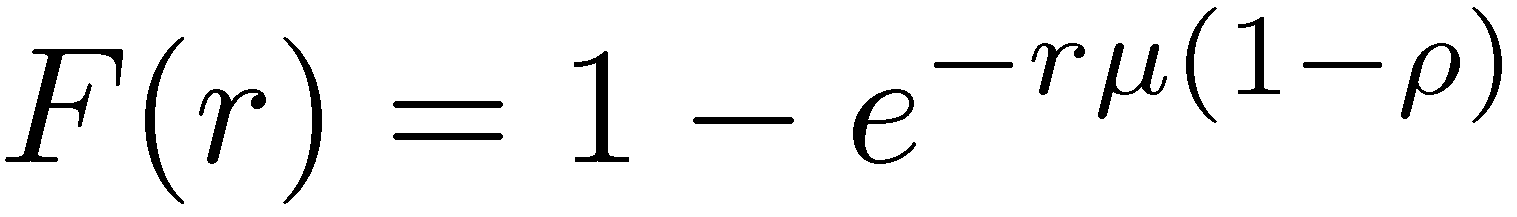 F(r) = 1 − e^{−rμ(1−ρ)}